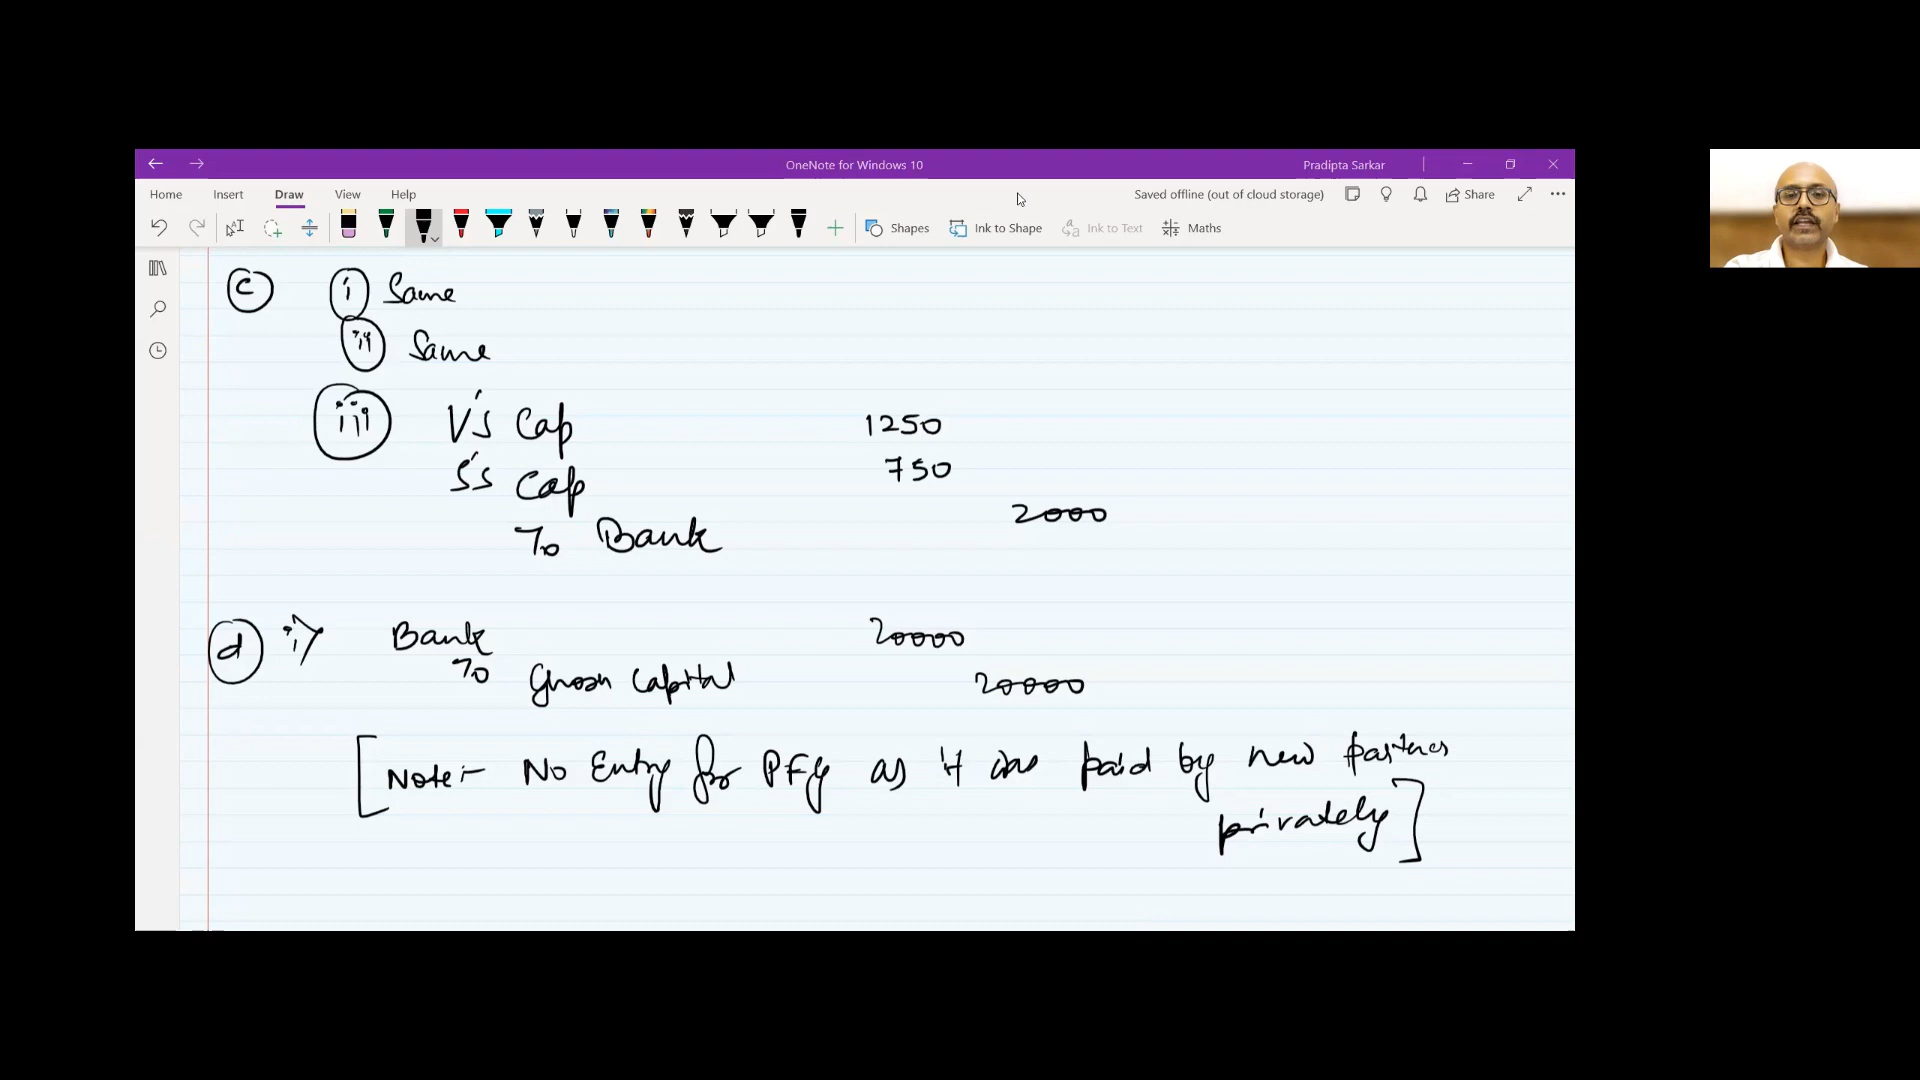 OneNote for Windows 10
Pradipta Sarkar
Home Insert Draw View Help
Saved offline (out of cloud storage)
Share
Shapes Ink to Shape Ink to Text Maths
c i Same
ii Same
iii V's Cap 1250
S's Cap 750
To Bank 2000
d i) Bank 20000
To Ghosh Capital 20000
[Note:- No Entry for PFG as it was paid by new partner
privately]